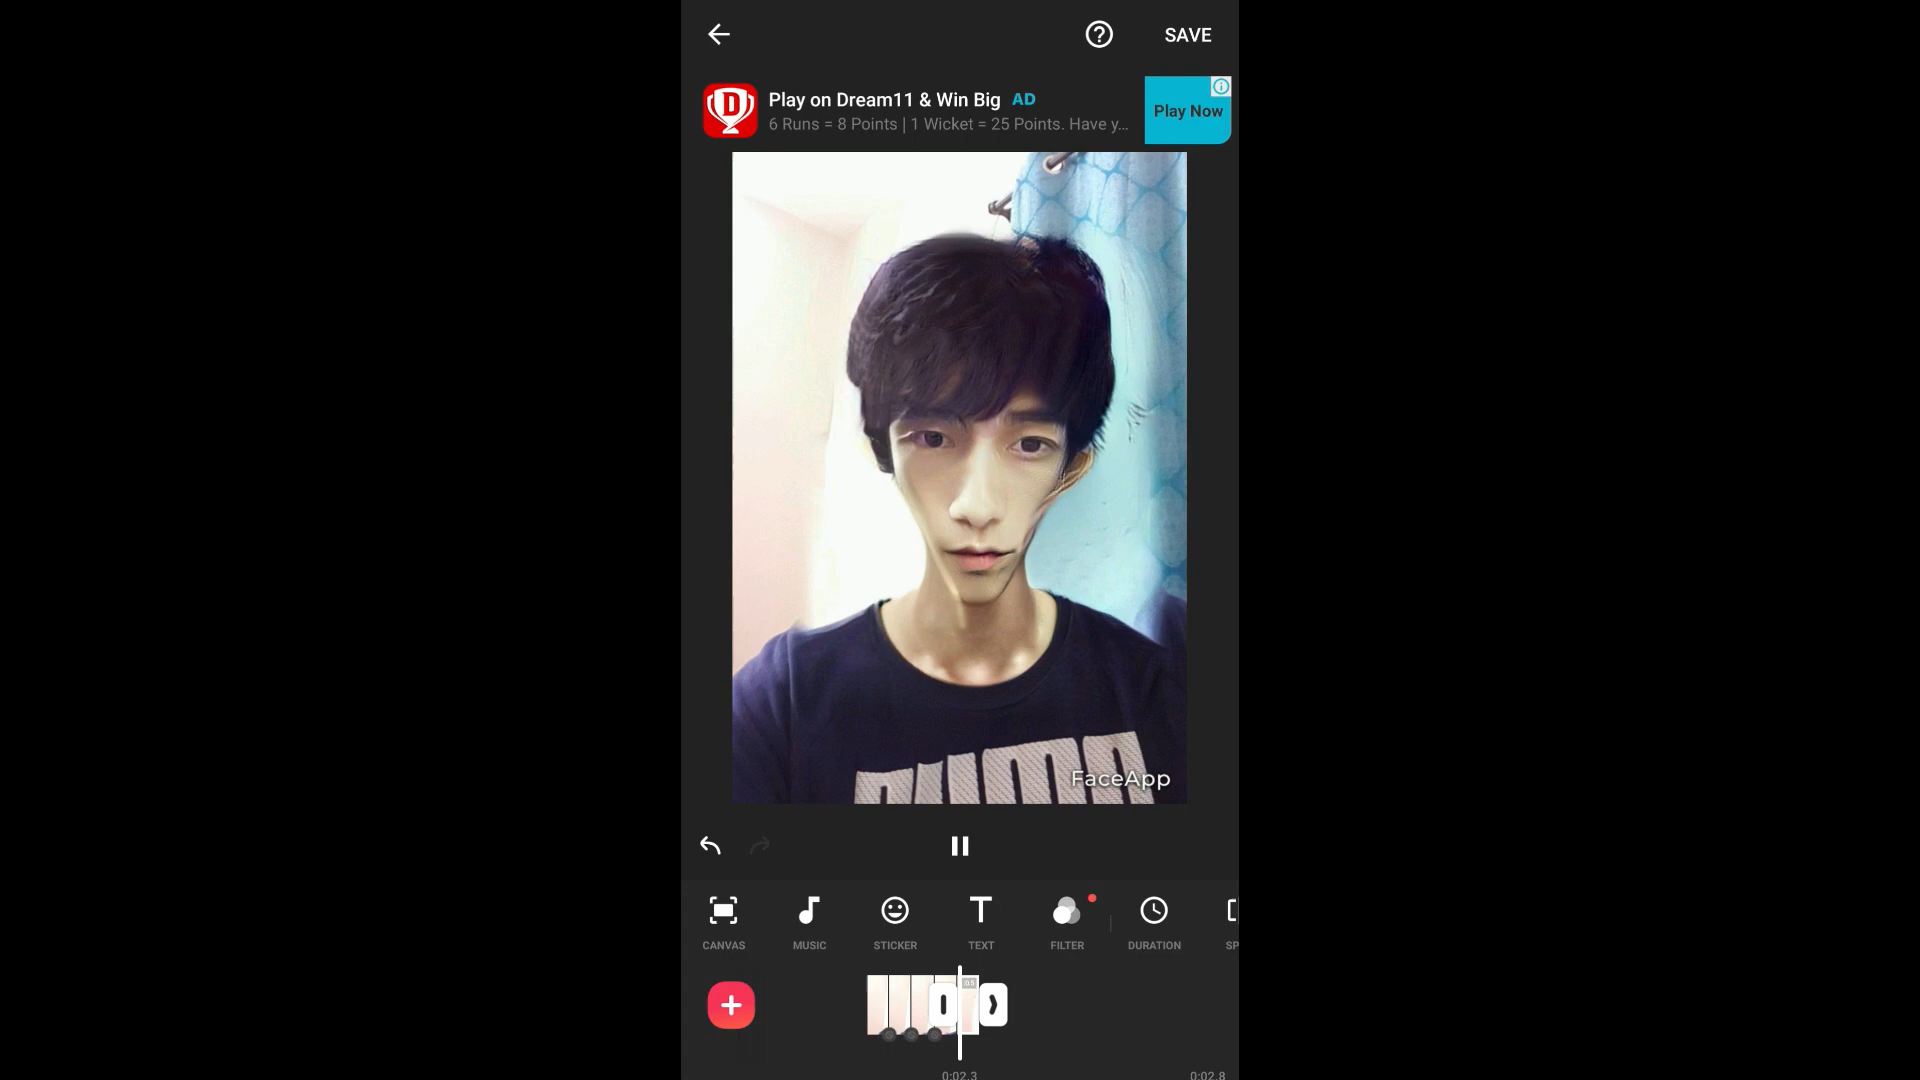 SAVE
D
Play on Dream11 & Win Big AD
6 Runs = 8 Points | 1 Wicket = 25 Points. Have y...
Play Now
PUMA
FaceApp
CANVAS MUSIC STICKER TEXT FILTER DURATION SP
0:02.3 0:02.8